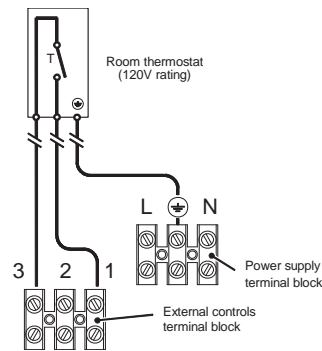 T
Room thermostat
(120V rating)
L N
3 2 1
Power supply
terminal block
External controls
terminal block